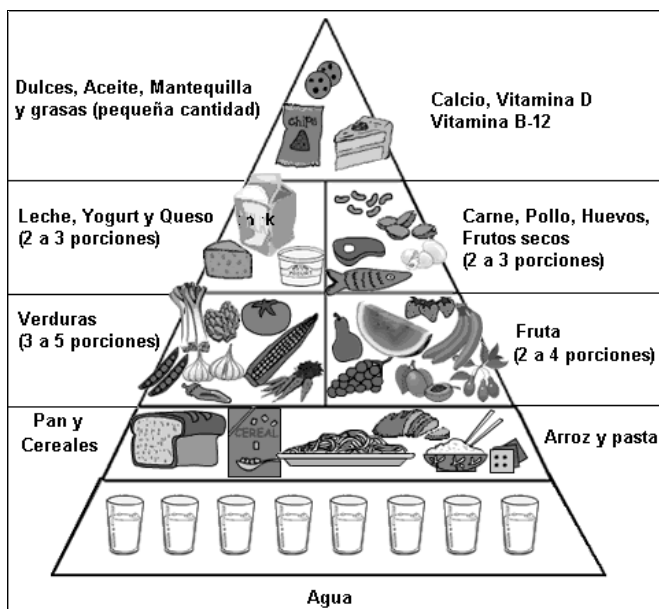 Dulces, Aceite, Mantequilla
y grasas (pequeña cantidad)
Calcio, Vitamina D
Vitamina B-12
Chips
Leche, Yogurt y Queso
(2 a 3 porciones)
Carne, Pollo, Huevos,
Frutos secos
(2 a 3 porciones)
Verduras
(3 a 5 porciones)
Fruta
(2 a 4 porciones)
Pan y
Cereales
CEREAL
Arroz y pasta
Agua